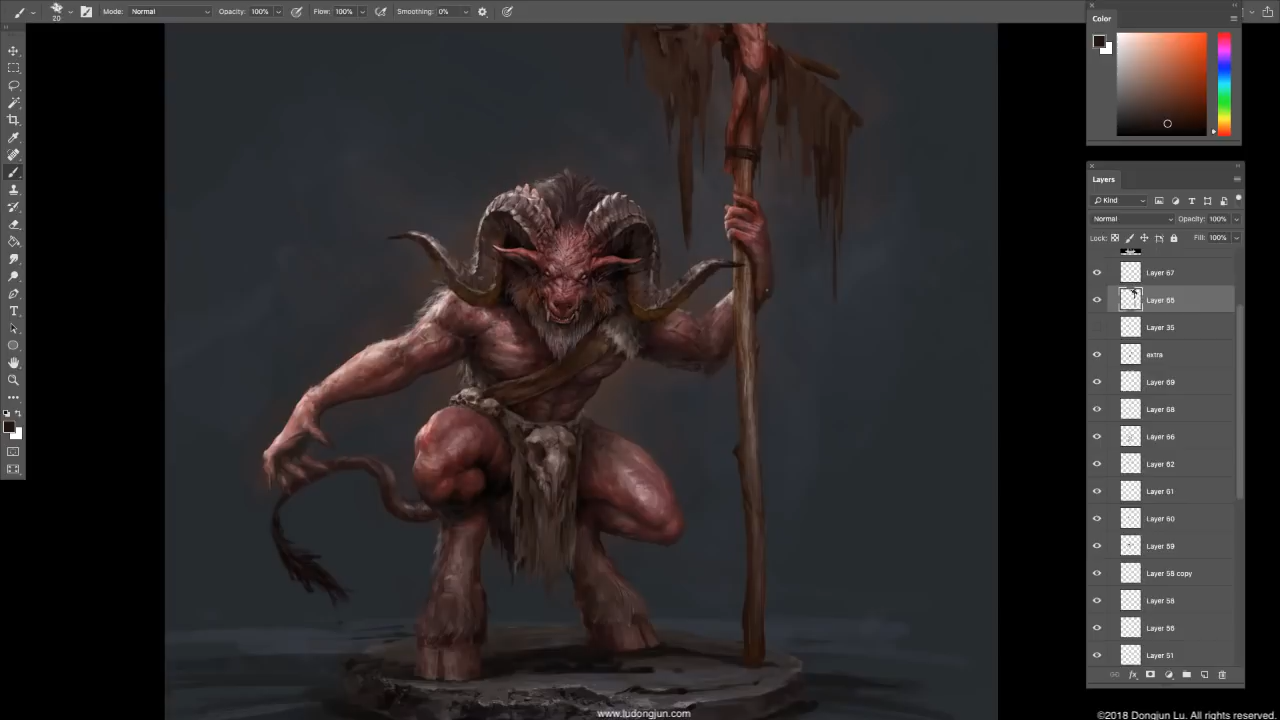 20 Mode: Normal Opacity: 100% Flow: 100% Smoothing: 0%
Color
Layers
Kind
Normal Opacity: 100%
Lock: Fill: 100%
Layer 67
Layer 65
Layer 35
extra
Layer 69
Layer 68
Layer 66
Layer 62
Layer 61
Layer 60
Layer 59
Layer 58 copy
Layer 58
Layer 56
Layer 51
fx
www.ludongjun.com
©2018 Dongjun Lu. All rights reserved.